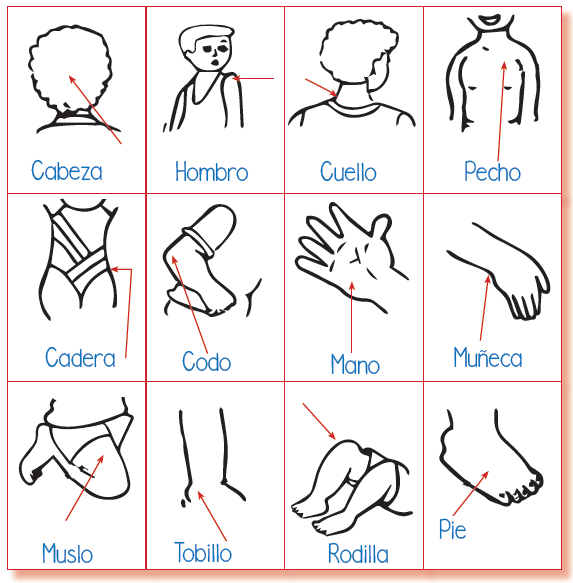 Cabeza
Hombro
Cuello
Pecho
Cadera
Codo
Mano
Muñeca
Muslo
Tobillo
Rodilla
Pie